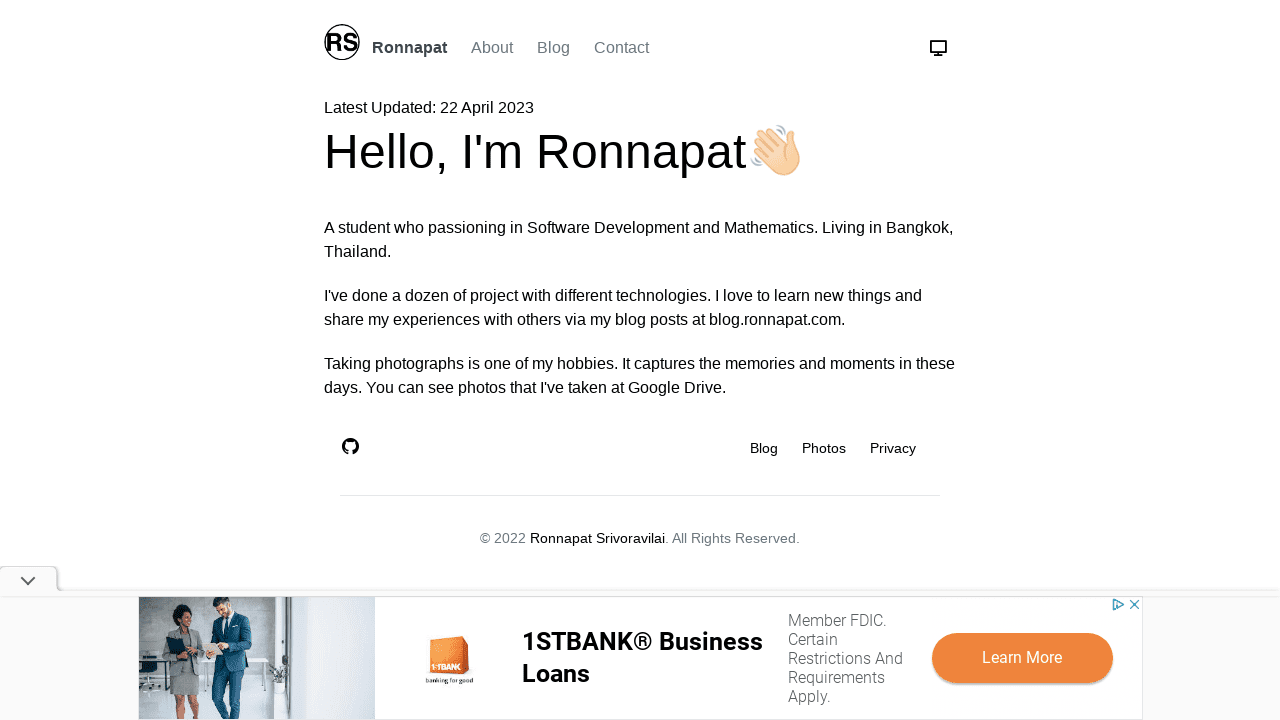 RS
Ronnapat About Blog Contact
Latest Updated: 22 April 2023
Hello, I'm Ronnapat👋🏻
A student who passioning in Software Development and Mathematics. Living in Bangkok,
Thailand.
I've done a dozen of project with different technologies. I love to learn new things and
share my experiences with others via my blog posts at blog.ronnapat.com.
Taking photographs is one of my hobbies. It captures the memories and moments in these
days. You can see photos that I've taken at Google Drive.
Blog Photos Privacy
© 2022 Ronnapat Srivoravilai. All Rights Reserved.
1STBANK
banking for good
1STBANK® Business
Loans
Member FDIC.
Certain
Restrictions And
Requirements
Apply.
Learn More